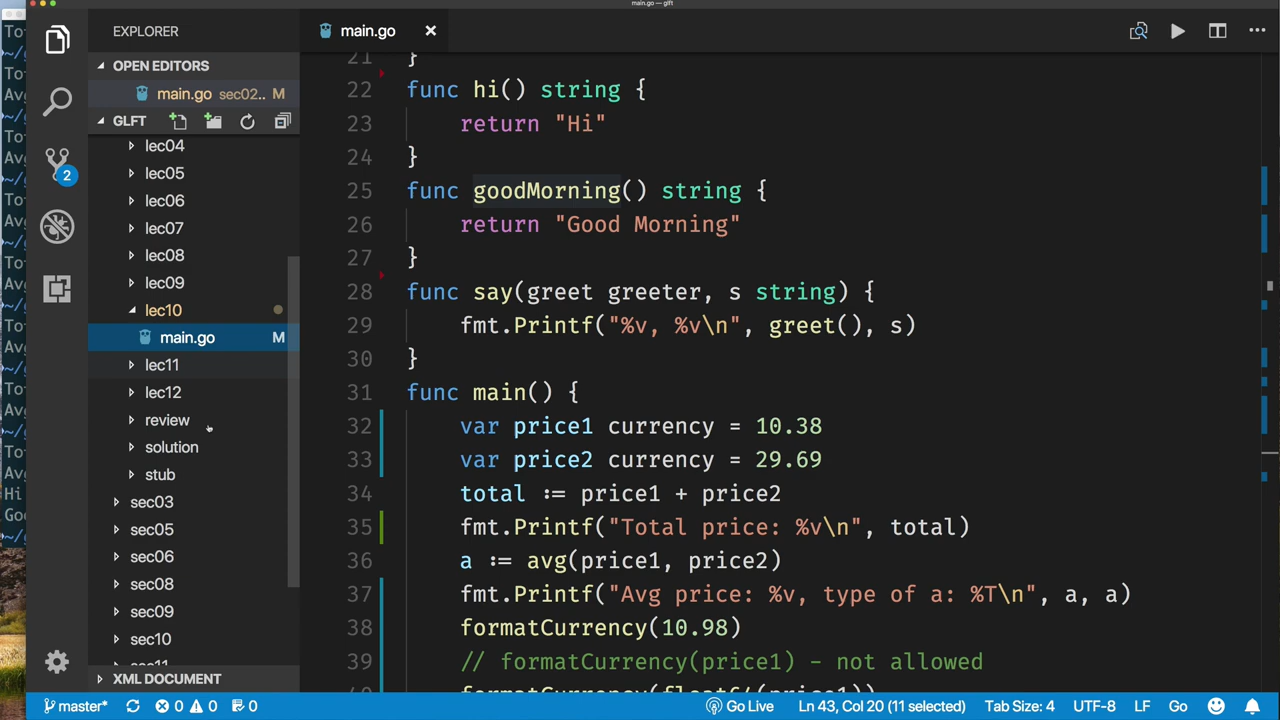 main.go — glft
EXPLORER
main.go
OPEN EDITORS
main.go sec02... M
GLFT
lec04
lec05
lec06
lec07
lec08
lec09
lec10
main.go M
lec11
lec12
review
solution
stub
sec03
sec05
sec06
sec08
sec09
sec10
XML DOCUMENT
2
21 }
22 func hi() string {
23 return "Hi"
24 }
25 func goodMorning() string {
26 return "Good Morning"
27 }
28 func say(greet greeter, s string) {
29 fmt.Printf("%v, %v\n", greet(), s)
30 }
31 func main() {
32 var price1 currency = 10.38
33 var price2 currency = 29.69
34 total := price1 + price2
35 fmt.Printf("Total price: %v\n", total)
36 a := avg(price1, price2)
37 fmt.Printf("Avg price: %v, type of a: %T\n", a, a)
38 formatCurrency(10.98)
39 // formatCurrency(price1) - not allowed
master* 0 0 0 Go Live Ln 43, Col 20 (11 selected) Tab Size: 4 UTF-8 LF Go